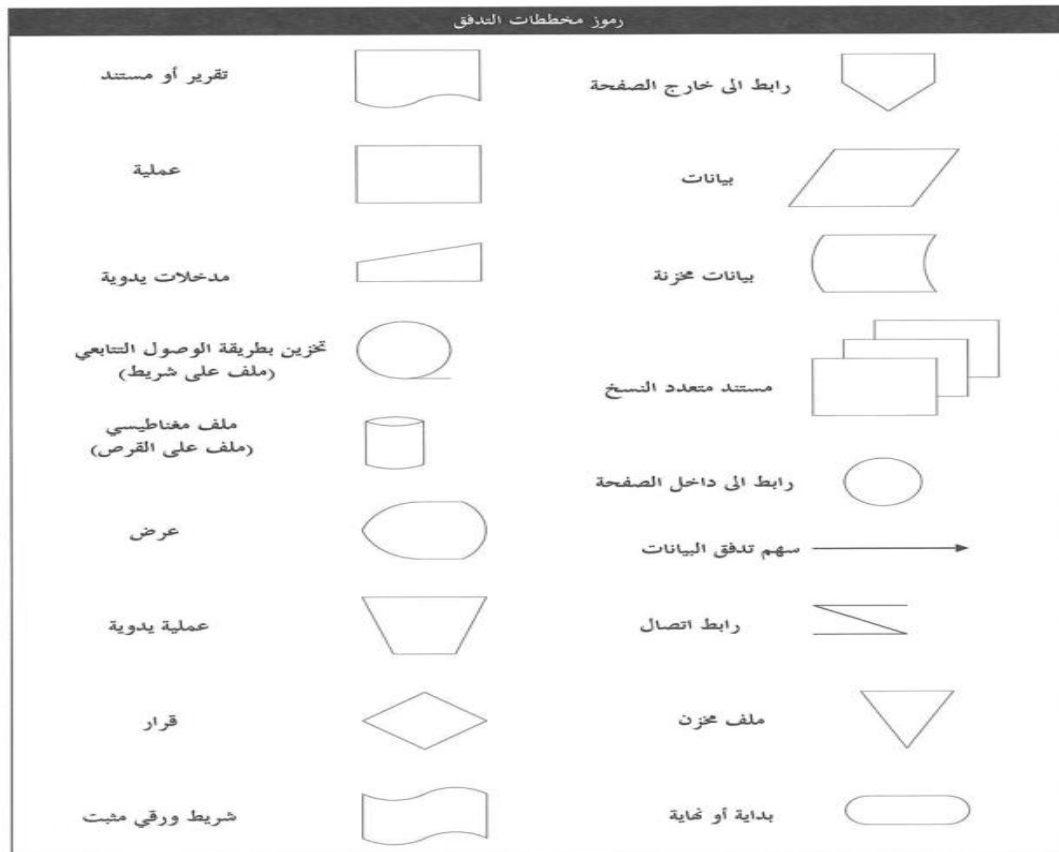 رموز مخططات التدفق
رابط الى خارج الصفحة
تقرير أو مستند
بيانات
عملية
بيانات مخزنة
مدخلات يدوية
مستند متعدد النسخ
تخزين بطريقة الوصول التتابعي
(ملف على شريط)
رابط الى داخل الصفحة
ملف مغناطيسي
(ملف على القرص)
سهم تدفق البيانات
عرض
رابط اتصال
عملية يدوية
ملف مخزن
قرار
بداية أو نهاية
شريط ورقي مثبت